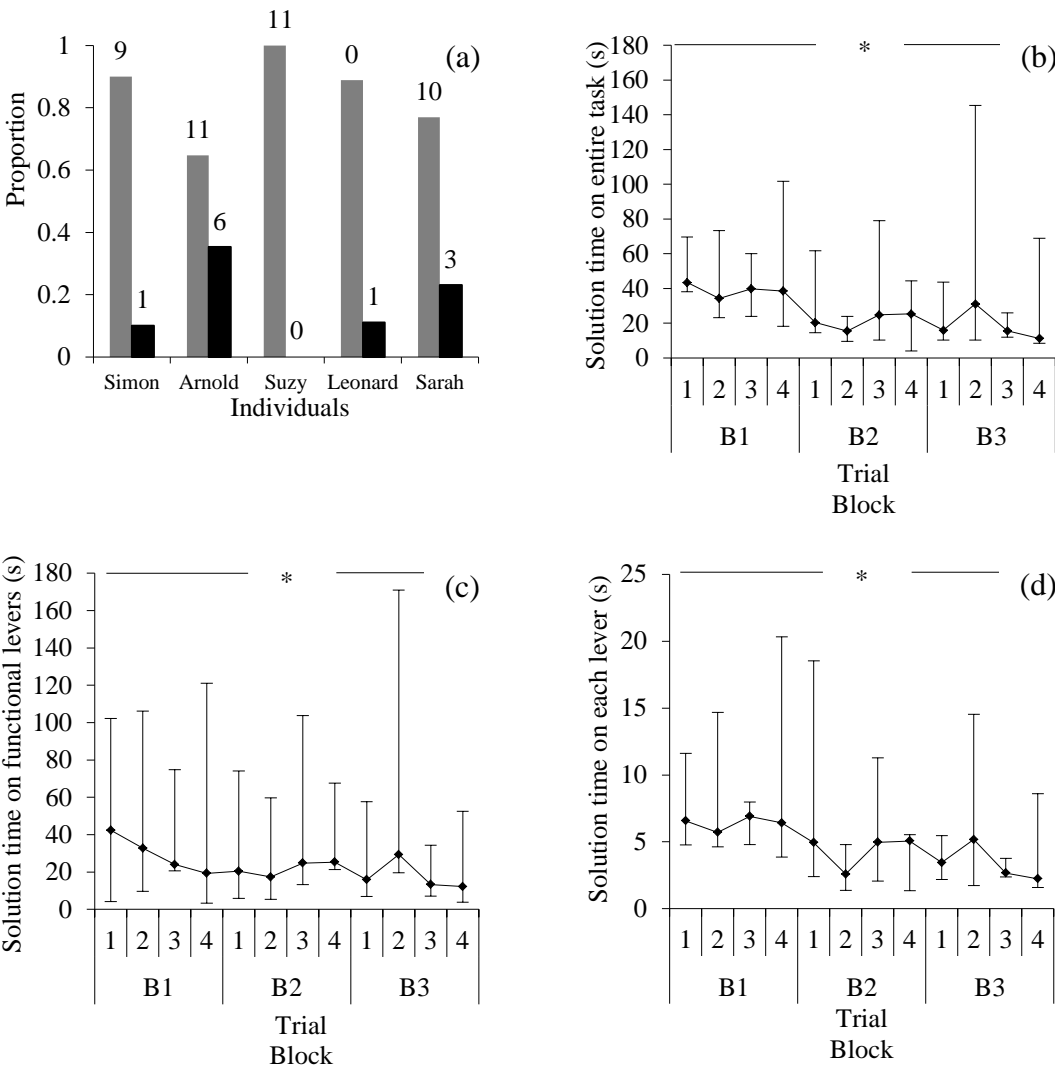 (a)
9
11
11
0
10
1
6
0
1
3
1
0.8
0.6
0.4
0.2
0
Proportion
Simon Arnold Suzy Leonard Sarah
Individuals
(b)
*
180
160
140
120
100
80
60
40
20
0
Solution time on entire task (s)
1 2 3 4 1 2 3 4 1 2 3 4
B1 B2 B3
Trial
Block
(c)
*
180
160
140
120
100
80
60
40
20
0
Solution time on functional levers (s)
1 2 3 4 1 2 3 4 1 2 3 4
B1 B2 B3
Trial
Block
(d)
*
25
20
15
10
5
0
Solution time on each lever (s)
1 2 3 4 1 2 3 4 1 2 3 4
B1 B2 B3
Trial
Block